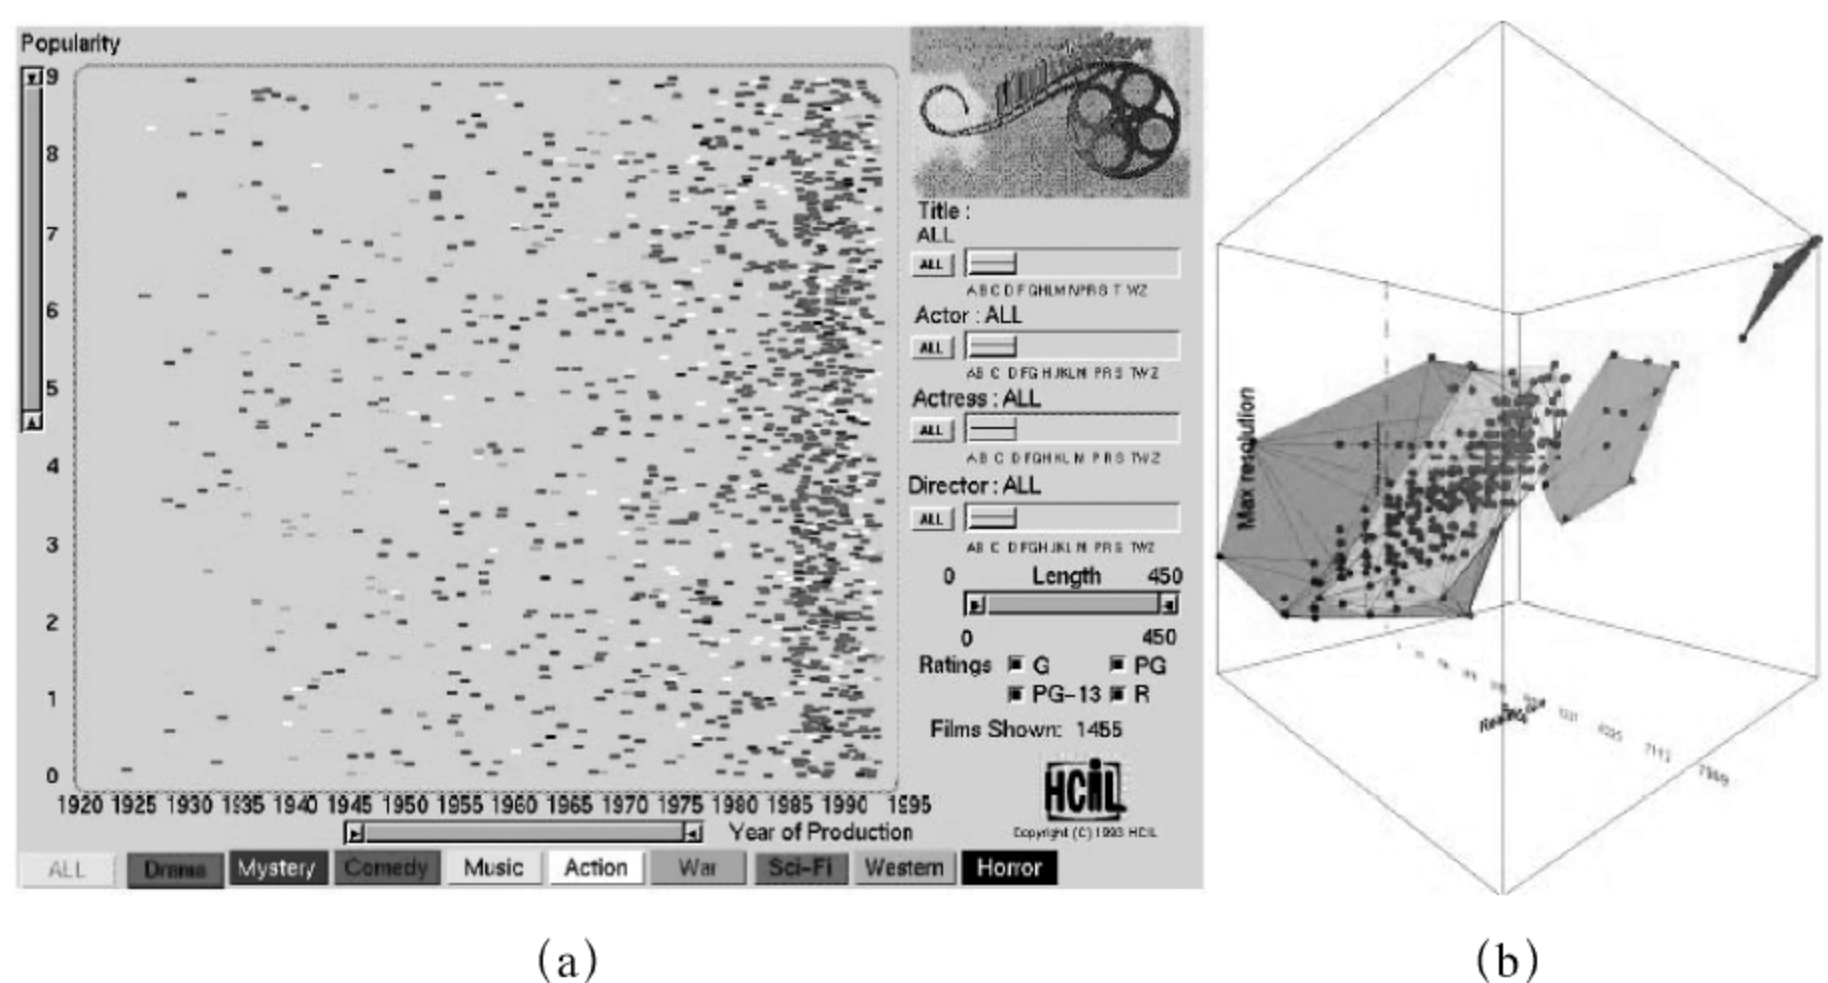 Popularity
9
8
7
6
5
4
3
2
1
0
1920 1925 1930 1935 1940 1945 1950 1955 1960 1965 1970 1975 1980 1985 1990 1995
Year of Production
ALL Drama Mystery Comedy Music Action War Sci-Fi Western Horror
Title :
ALL
ALL
A B C D F G H L M N P R S T W Z
Actor : ALL
ALL
A B C D F G H J K L M P R S T W Z
Actress : ALL
ALL
A B C D F G H K L M P R S T W Z
Director : ALL
ALL
A B C D F G H J K L M P R S T W Z
0 Length 450
0 450
Ratings G PG
PG-13 R
Films Shown: 1455
HCIL
Copyright (C) 1993 HCIL
Max resolution
(a)
(b)